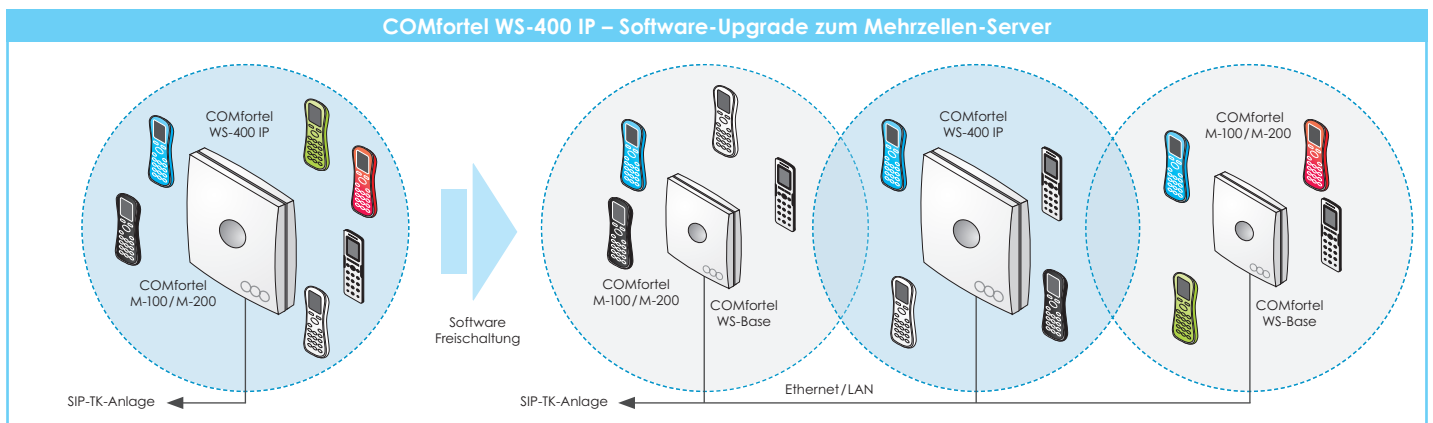 COMfortel WS-400 IP – Software-Upgrade zum Mehrzellen-Server
COMfortel
WS-400 IP
COMfortel
M-100/M-200
SIP-TK-Anlage
Software
Freischaltung
COMfortel
M-100/M-200
COMfortel
WS-Base
COMfortel
WS-400 IP
COMfortel
M-100/M-200
COMfortel
WS-Base
Ethernet/LAN
SIP-TK-Anlage